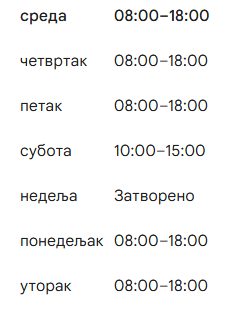 среда 08:00–18:00
четвртак 08:00–18:00
петак 08:00–18:00
субота 10:00–15:00
недеља Затворено
понедељак 08:00–18:00
уторак 08:00–18:00